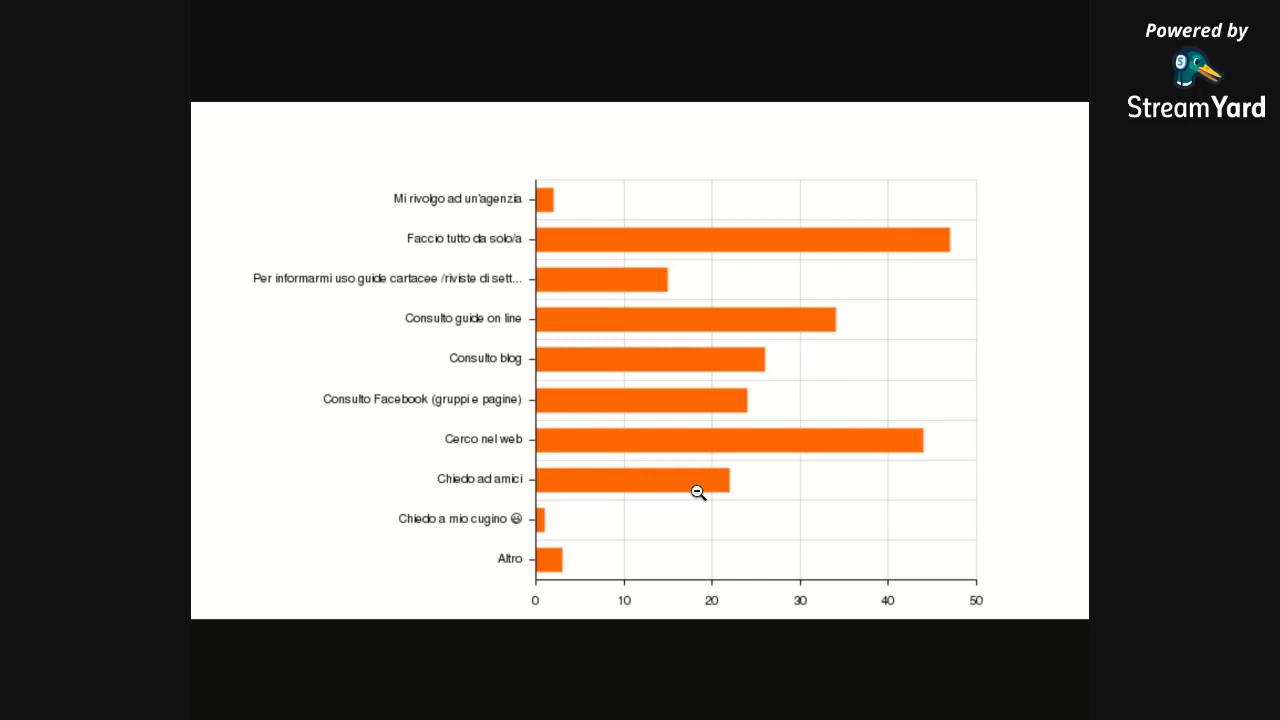 Powered by
StreamYard
Mi rivolgo ad un'agenzia
Faccio tutto da solo/a
Per informarmi uso guide cartacee /riviste di sett...
Consulto guide on line
Consulto blog
Consulto Facebook (gruppi e pagine)
Cerco nel web
Chiedo ad amici
Chiedo a mio cugino 😃
Altro
0 10 20 30 40 50